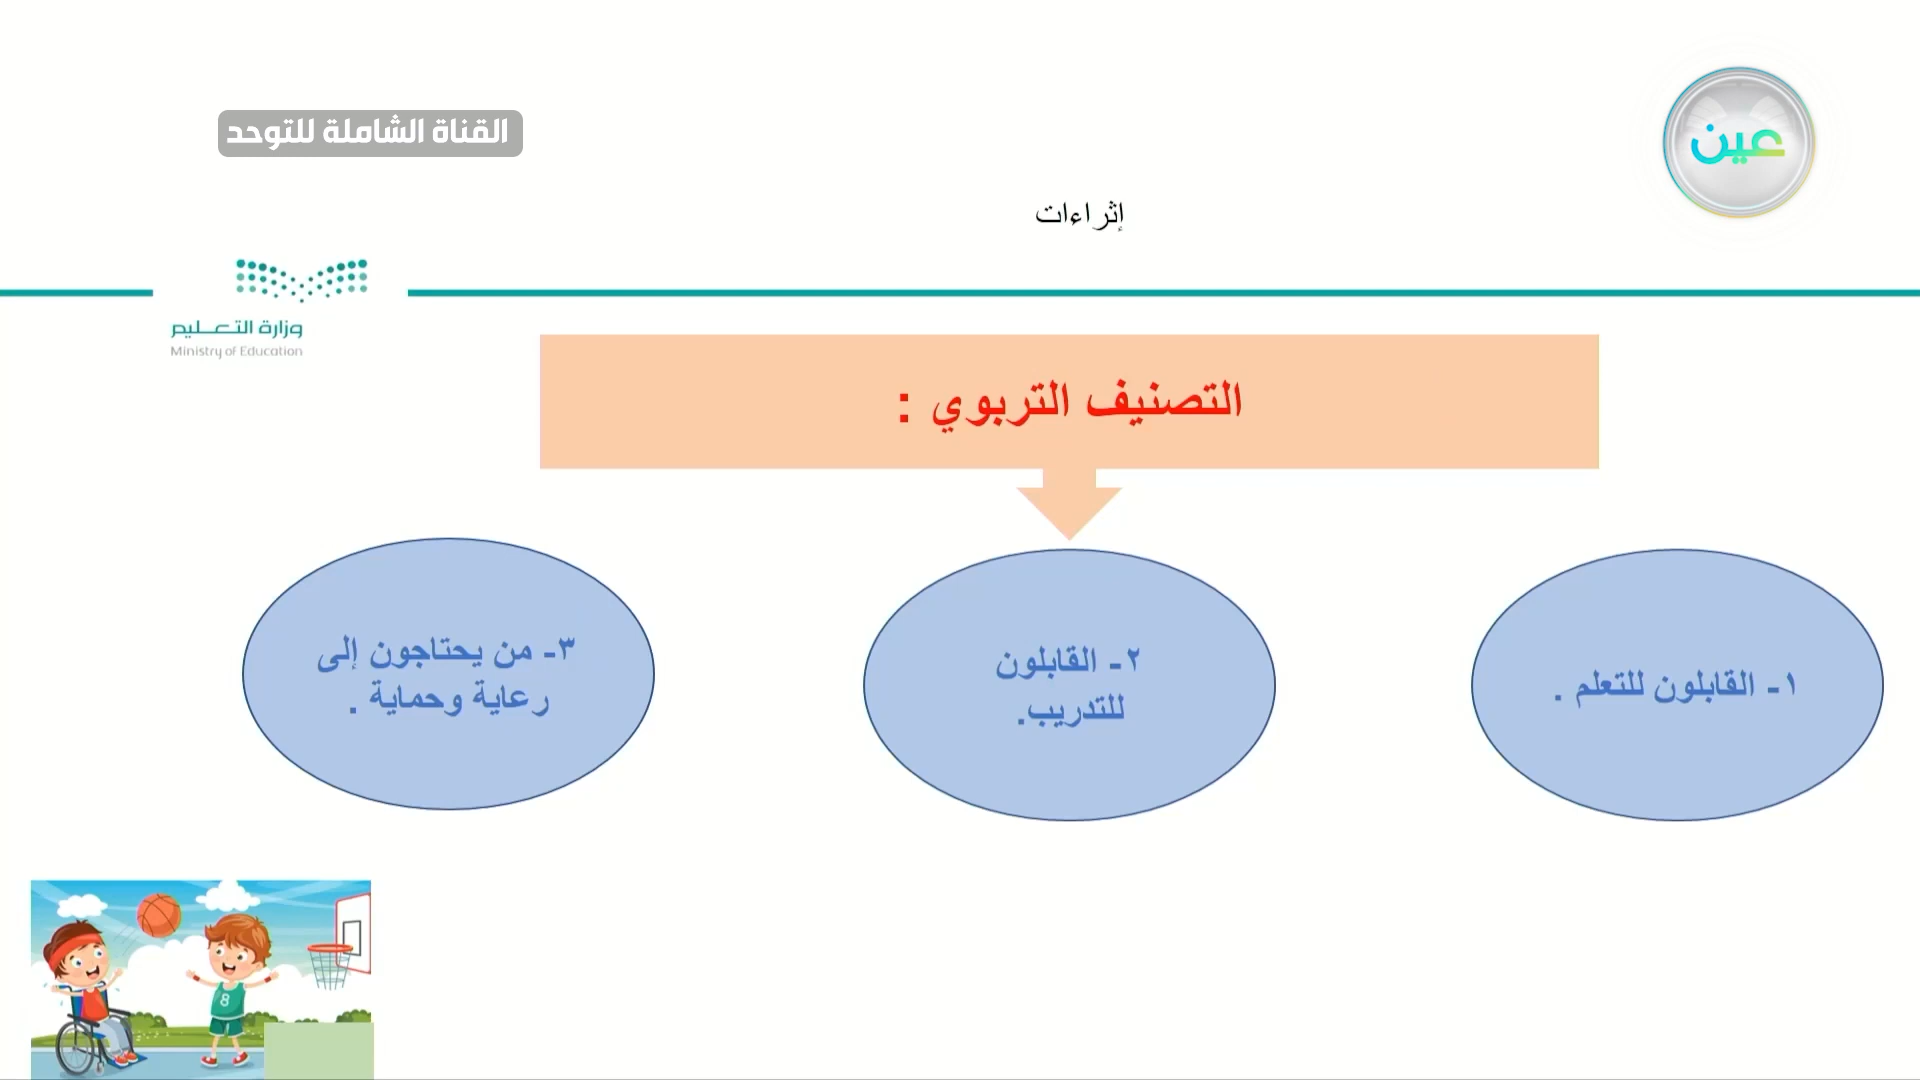 القناة الشاملة للتوحد
عين
إثراءات
وزارة التعليم
Ministry of Education
التصنيف التربوي :
١- القابلون للتعلم .
٢- القابلون
للتدريب.
٣- من يحتاجون إلى
رعاية وحماية .
8